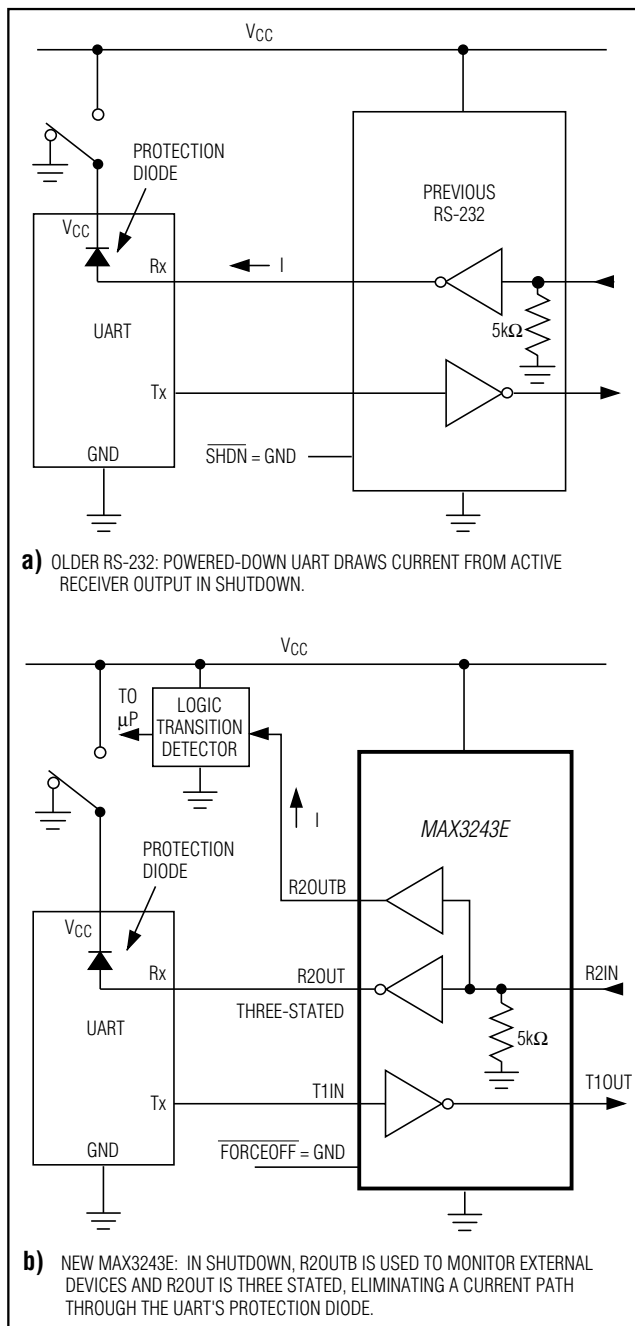 VCC
PROTECTION
DIODE
VCC
Rx
I
UART
Tx
GND
PREVIOUS
RS-232
5kΩ
SHDN = GND
a) OLDER RS-232: POWERED-DOWN UART DRAWS CURRENT FROM ACTIVE
RECEIVER OUTPUT IN SHUTDOWN.
VCC
TO
μP
LOGIC
TRANSITION
DETECTOR
I
PROTECTION
DIODE
MAX3243E
R2OUTB
VCC
Rx
R2OUT
THREE-STATED
R2IN
UART
5kΩ
Tx
T1IN
T1OUT
GND
FORCEOFF = GND
b) NEW MAX3243E: IN SHUTDOWN, R2OUTB IS USED TO MONITOR EXTERNAL
DEVICES AND R2OUT IS THREE STATED, ELIMINATING A CURRENT PATH
THROUGH THE UART'S PROTECTION DIODE.